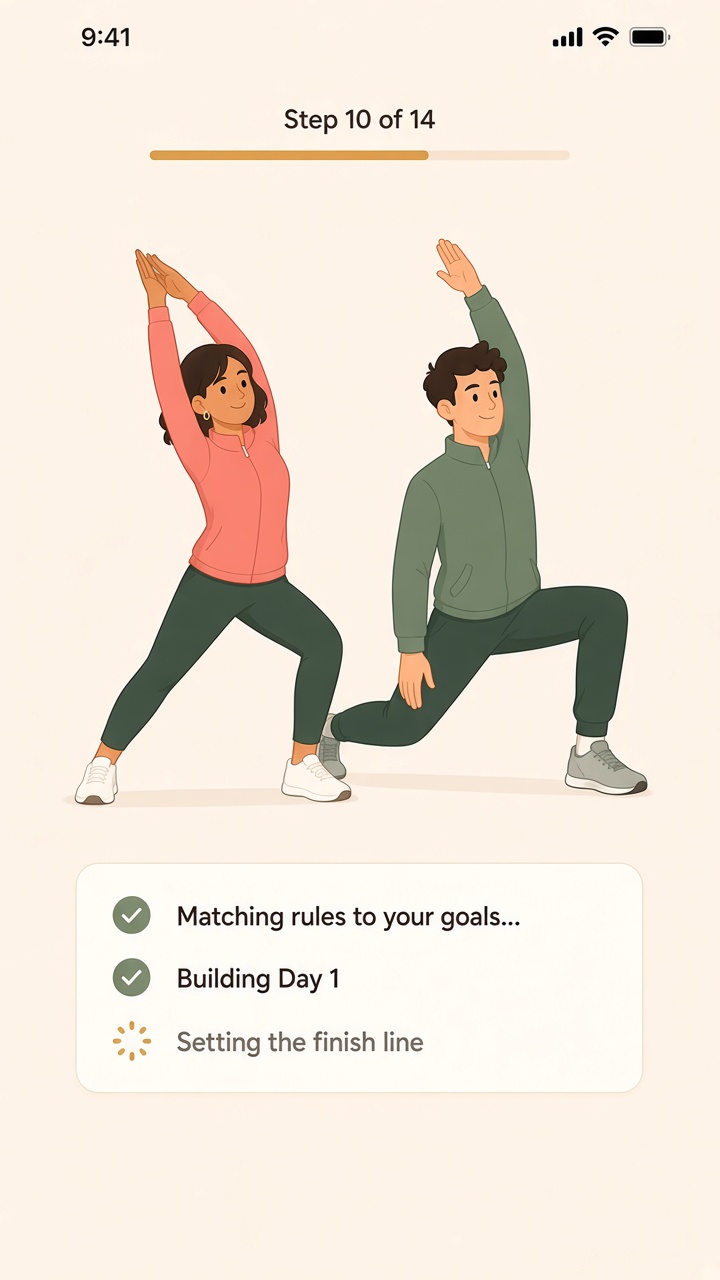 9:41
Step 10 of 14
Matching rules to your goals...
Building Day 1
Setting the finish line